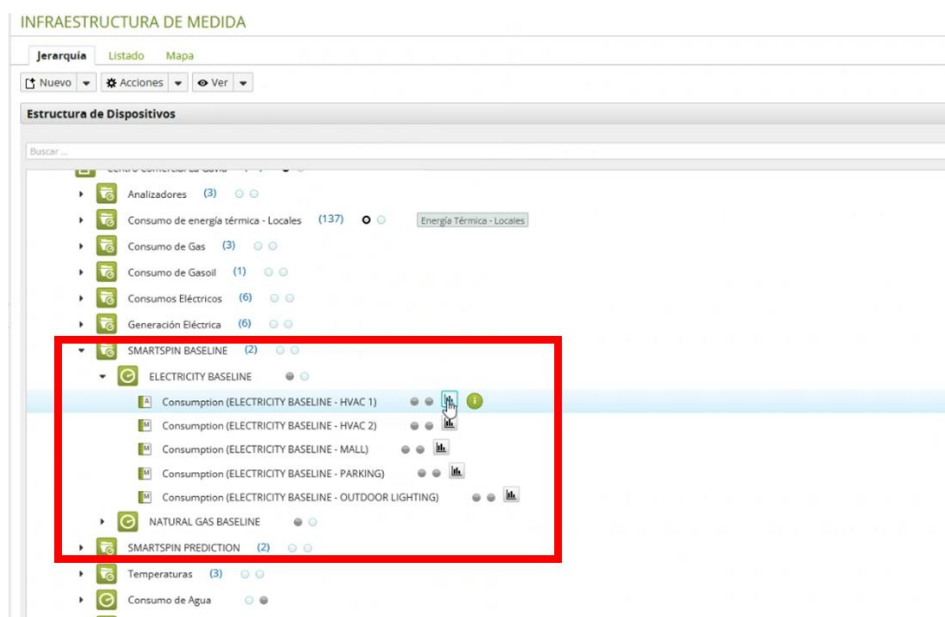 INFRAESTRUCTURA DE MEDIDA
Jerarquía Listado Mapa
Nuevo Acciones Ver
Estructura de Dispositivos
Buscar ...
Analizadores (3)
Consumo de energía térmica - Locales (137) Energía Térmica - Locales
Consumo de Gas (3)
Consumo de Gasoil (1)
Consumos Eléctricos (6)
Generación Eléctrica (6)
SMARTSPIN BASELINE (2)
ELECTRICITY BASELINE
A Consumption (ELECTRICITY BASELINE - HVAC 1)
M Consumption (ELECTRICITY BASELINE - HVAC 2)
M Consumption (ELECTRICITY BASELINE - MALL)
M Consumption (ELECTRICITY BASELINE - PARKING)
M Consumption (ELECTRICITY BASELINE - OUTDOOR LIGHTING)
NATURAL GAS BASELINE
SMARTSPIN PREDICTION (2)
Temperaturas (3)
Consumo de Agua